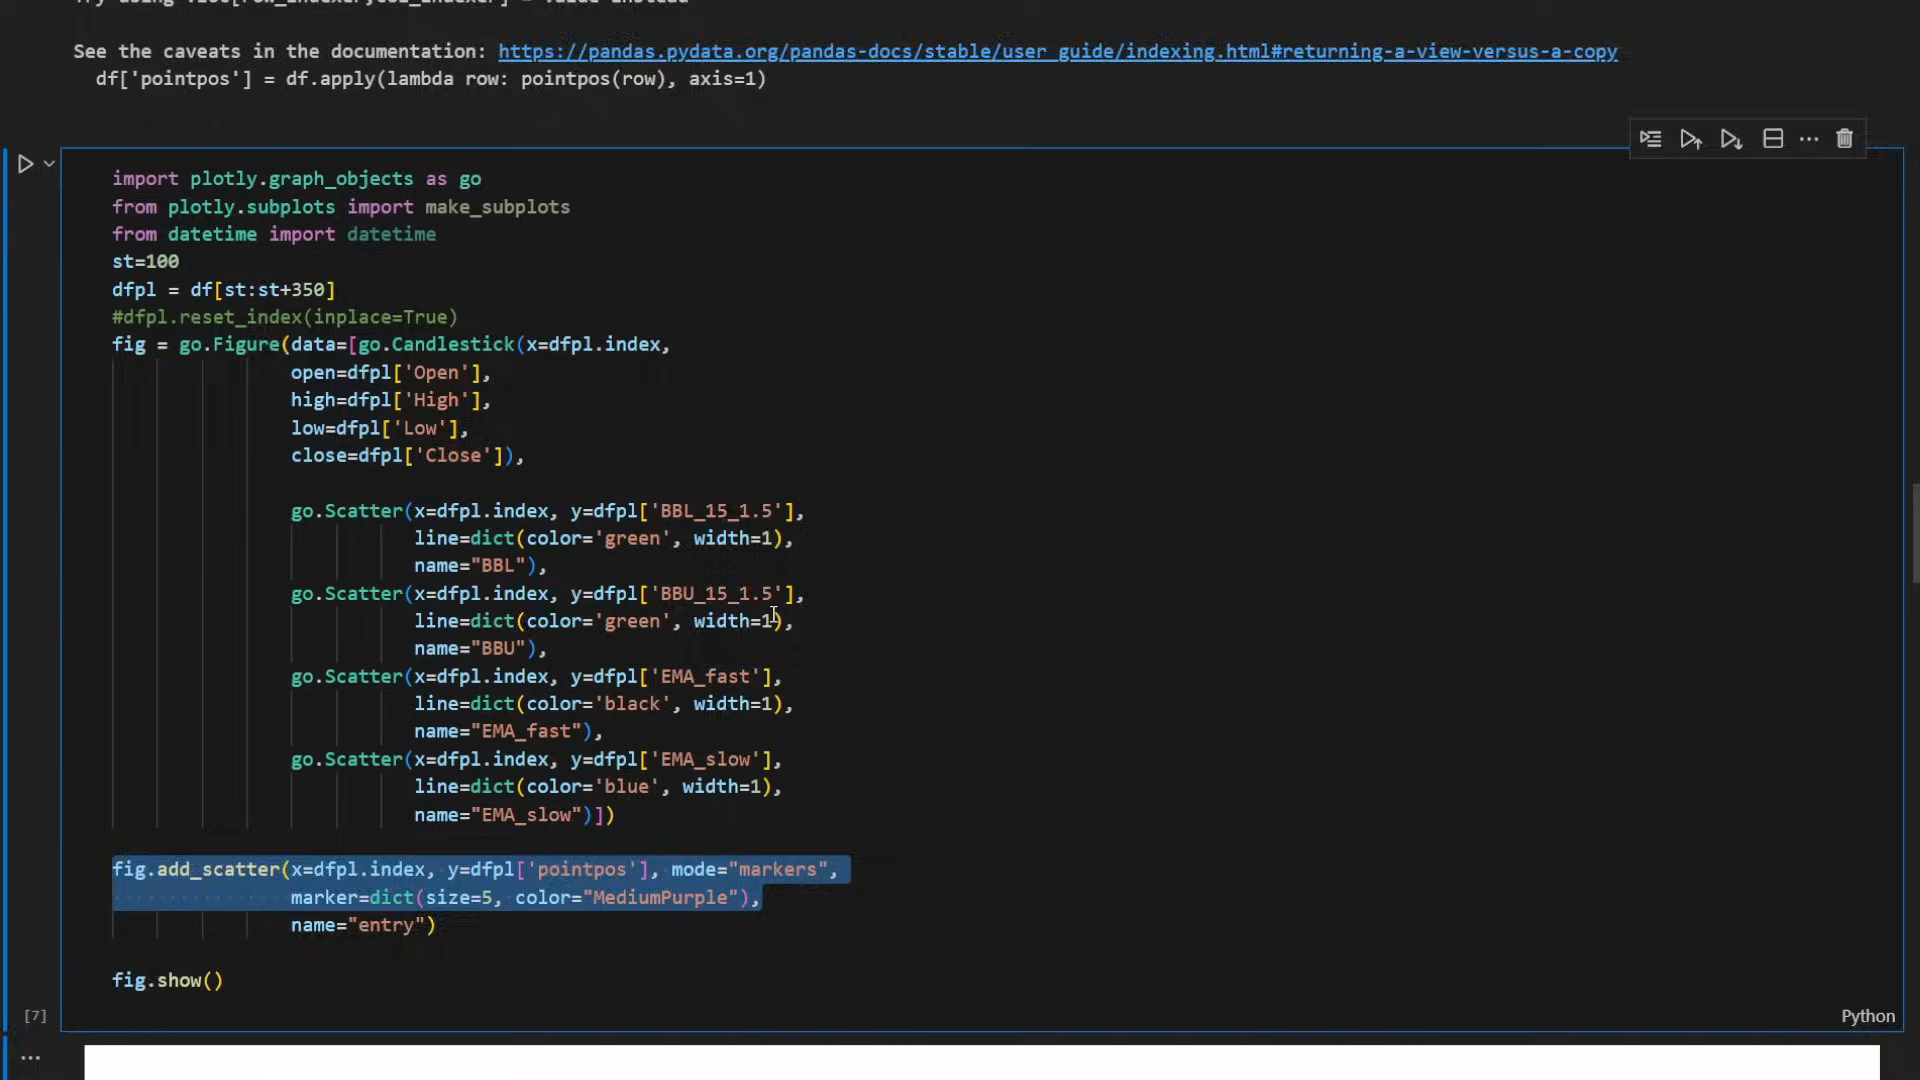 See the caveats in the documentation: https://pandas.pydata.org/pandas-docs/stable/user_guide/indexing.html#returning-a-view-versus-a-copy
df['pointpos'] = df.apply(lambda row: pointpos(row), axis=1)
import plotly.graph_objects as go
from plotly.subplots import make_subplots
from datetime import datetime
st=100
dfpl = df[st:st+350]
#dfpl.reset_index(inplace=True)
fig = go.Figure(data=[go.Candlestick(x=dfpl.index,
open=dfpl['Open'],
high=dfpl['High'],
low=dfpl['Low'],
close=dfpl['Close']),
go.Scatter(x=dfpl.index, y=dfpl['BBL_15_1.5'],
line=dict(color='green', width=1),
name="BBL"),
go.Scatter(x=dfpl.index, y=dfpl['BBU_15_1.5'],
line=dict(color='green', width=1),
name="BBU"),
go.Scatter(x=dfpl.index, y=dfpl['EMA_fast'],
line=dict(color='black', width=1),
name="EMA_fast"),
go.Scatter(x=dfpl.index, y=dfpl['EMA_slow'],
line=dict(color='blue', width=1),
name="EMA_slow")])
fig.add_scatter(x=dfpl.index, y=dfpl['pointpos'], mode="markers",
marker=dict(size=5, color="MediumPurple"),
name="entry")
fig.show()
[7]
Python